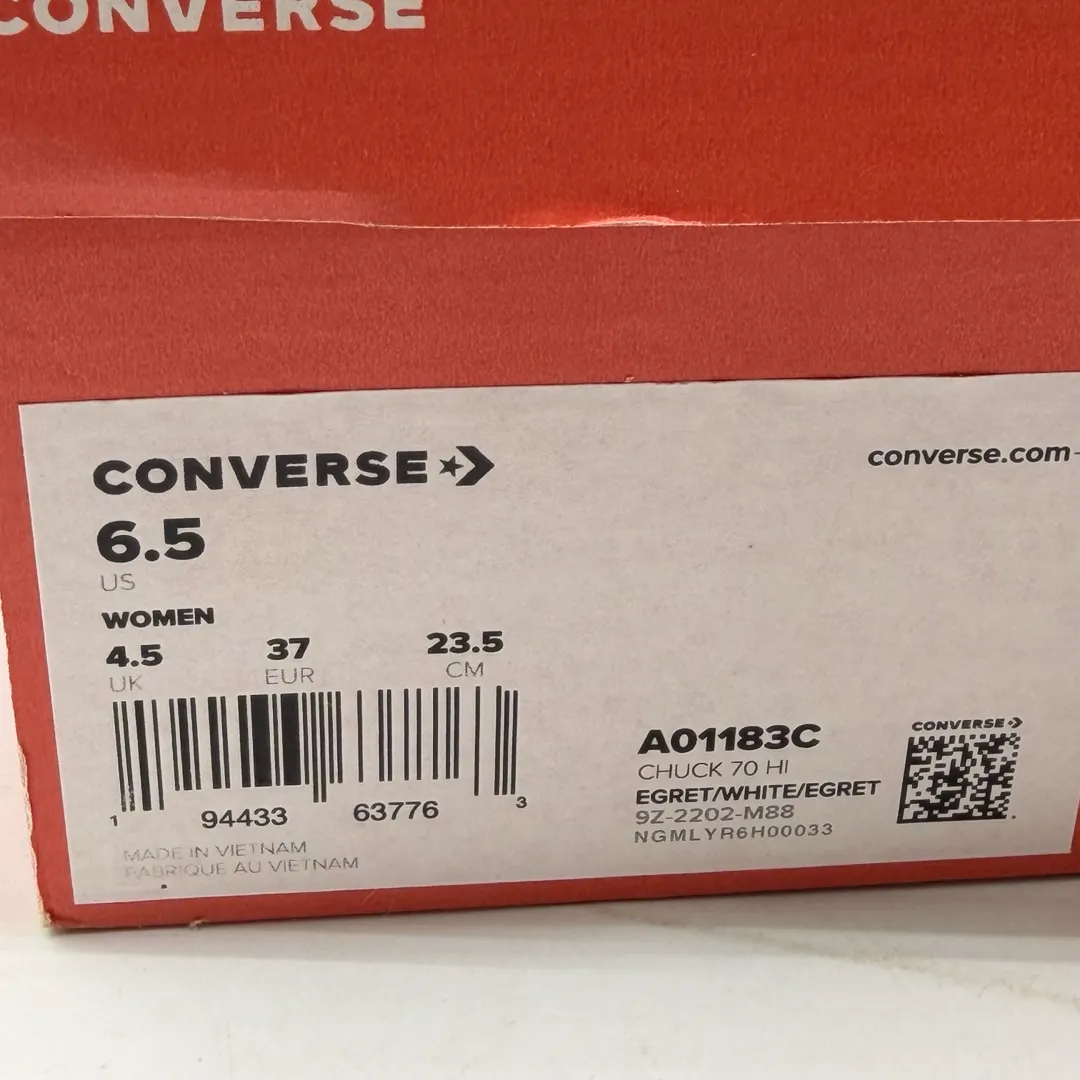 CONVERSE
CONVERSE
converse.com
6.5
US
WOMEN
4.5 37 23.5
UK EUR CM
1 94433 63776 3
MADE IN VIETNAM
FABRIQUE AU VIETNAM
CONVERSE
A01183C
CHUCK 70 HI
EGRET/WHITE/EGRET
9Z-2202-M88
NGMLYR6H00033